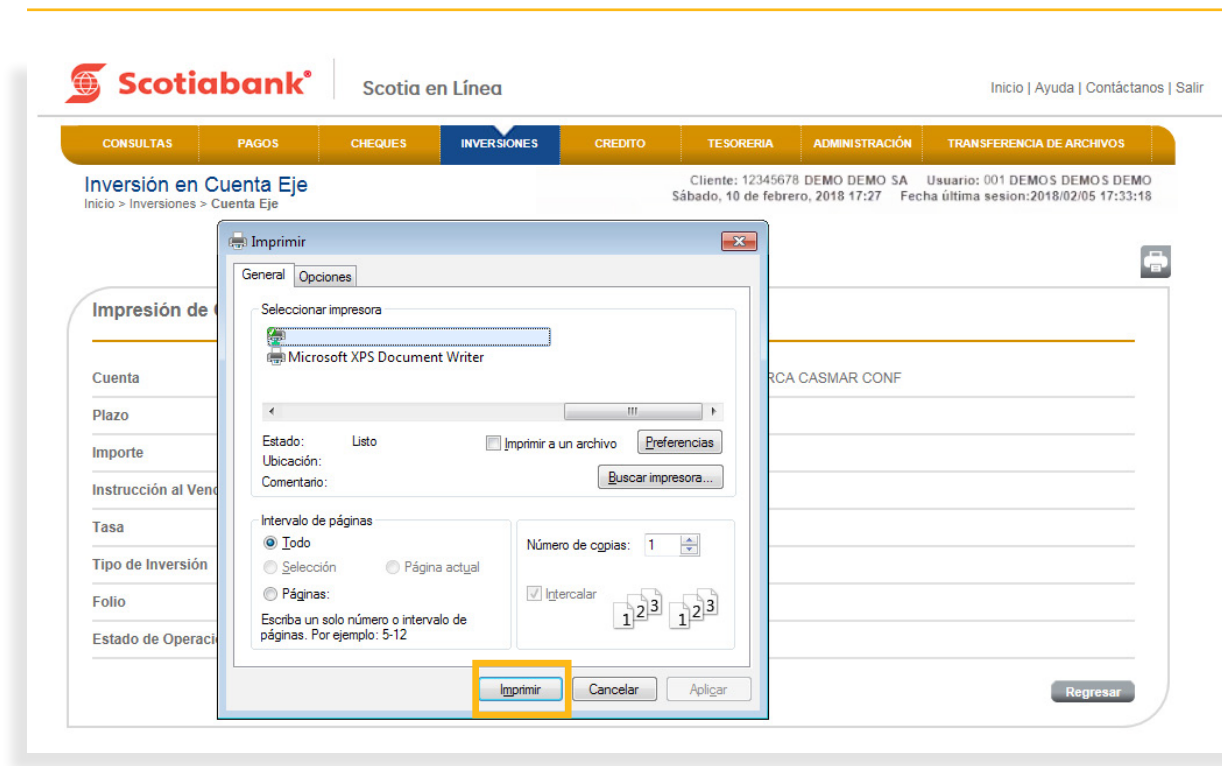 Scotiabank® Scotia en Línea Inicio | Ayuda | Contáctanos | Salir
CONSULTAS PAGOS CHEQUES INVERSIONES CREDITO TESORERIA ADMINISTRACIÓN TRANSFERENCIA DE ARCHIVOS
Inversión en Cuenta Eje Cliente: 12345678 DEMO DEMO SA Usuario: 001 DEMOS DEMOS DEMO
Inicio > Inversiones > Cuenta Eje Sábado, 10 de febrero, 2018 17:27 Fecha última sesion:2018/02/05 17:33:18
Imprimir
General Opciones
Impresión de
Seleccionar impresora
Microsoft XPS Document Writer
Cuenta CASMAR CONF
Plazo
Estado: Listo Imprimir a un archivo Preferencias
Importe
Ubicación:
Comentario: Buscar impresora...
Instrucción al
Tasa
Intervalo de páginas
Todo Número de copias: 1
Tipo de Inversión
Selección Página actual
Folio
Páginas: Intercalar
1 2 3 1 2 3
Escriba un solo número o intervalo de
páginas. Por ejemplo: 5-12
Estado de
Imprimir Cancelar Aplicar
Regresar